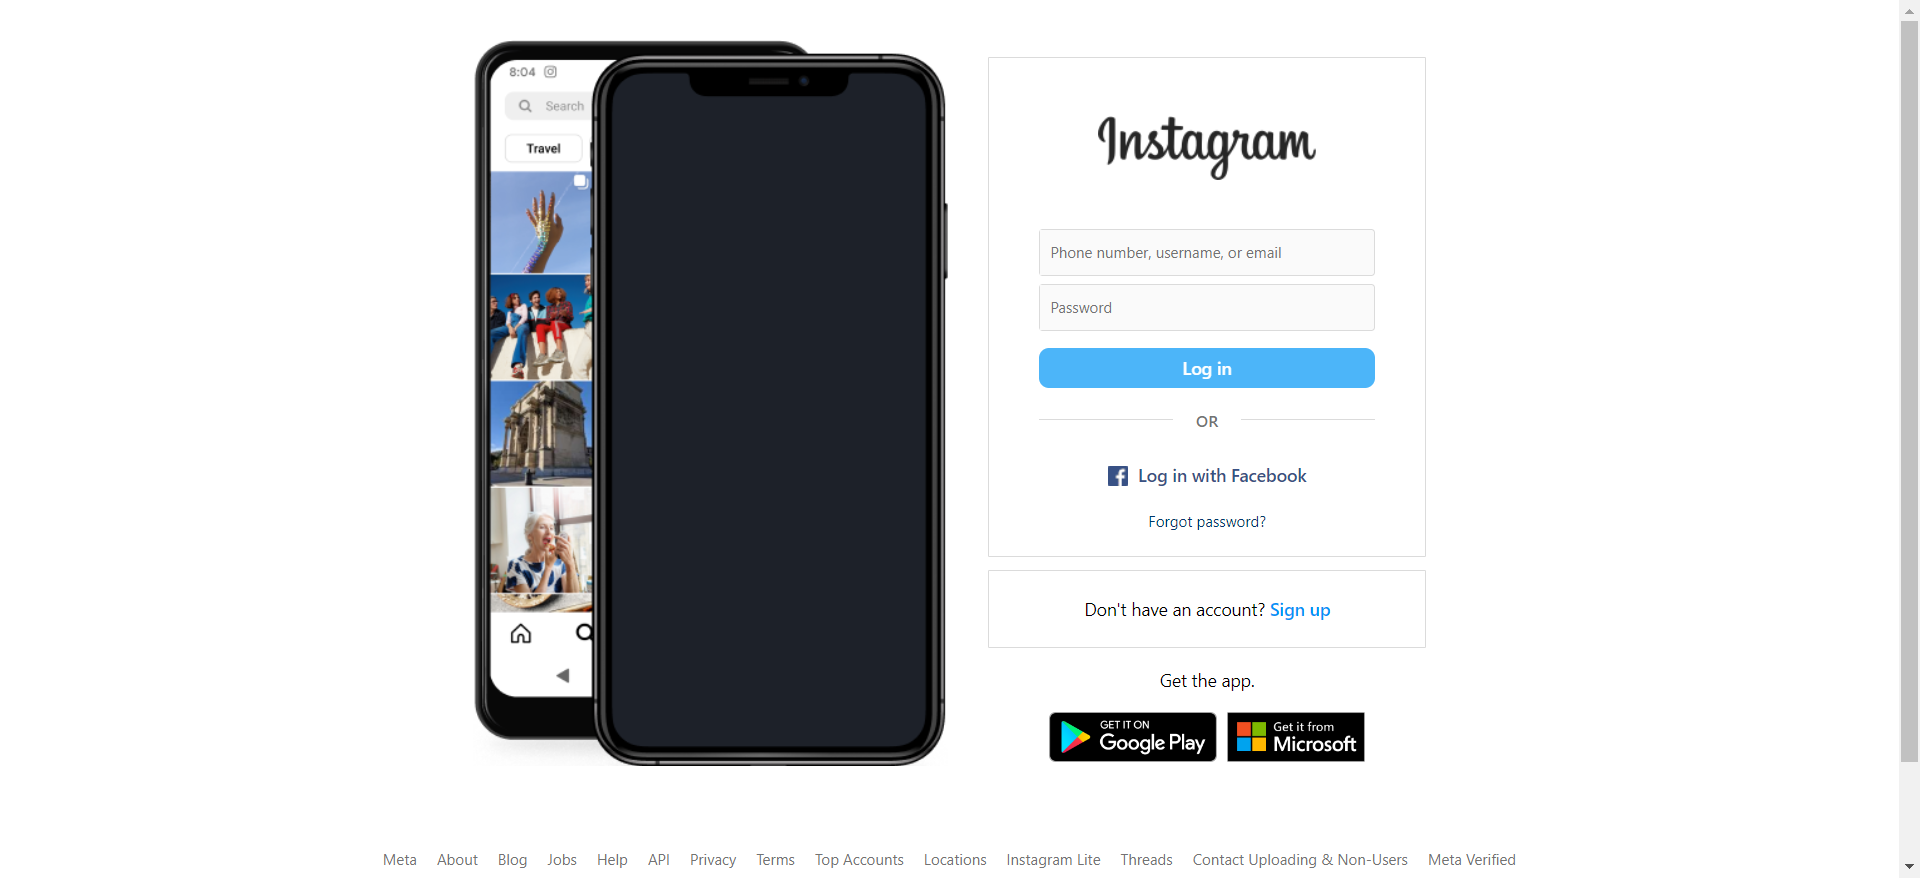 8:04
Search
Travel
Instagram
Phone number, username, or email
Password
Log in
OR
Log in with Facebook
Forgot password?
Don't have an account? Sign up
Get the app.
GET IT ON
Google Play
Get it from
Microsoft
Meta About Blog Jobs Help API Privacy Terms Top Accounts Locations Instagram Lite Threads Contact Uploading & Non-Users Meta Verified